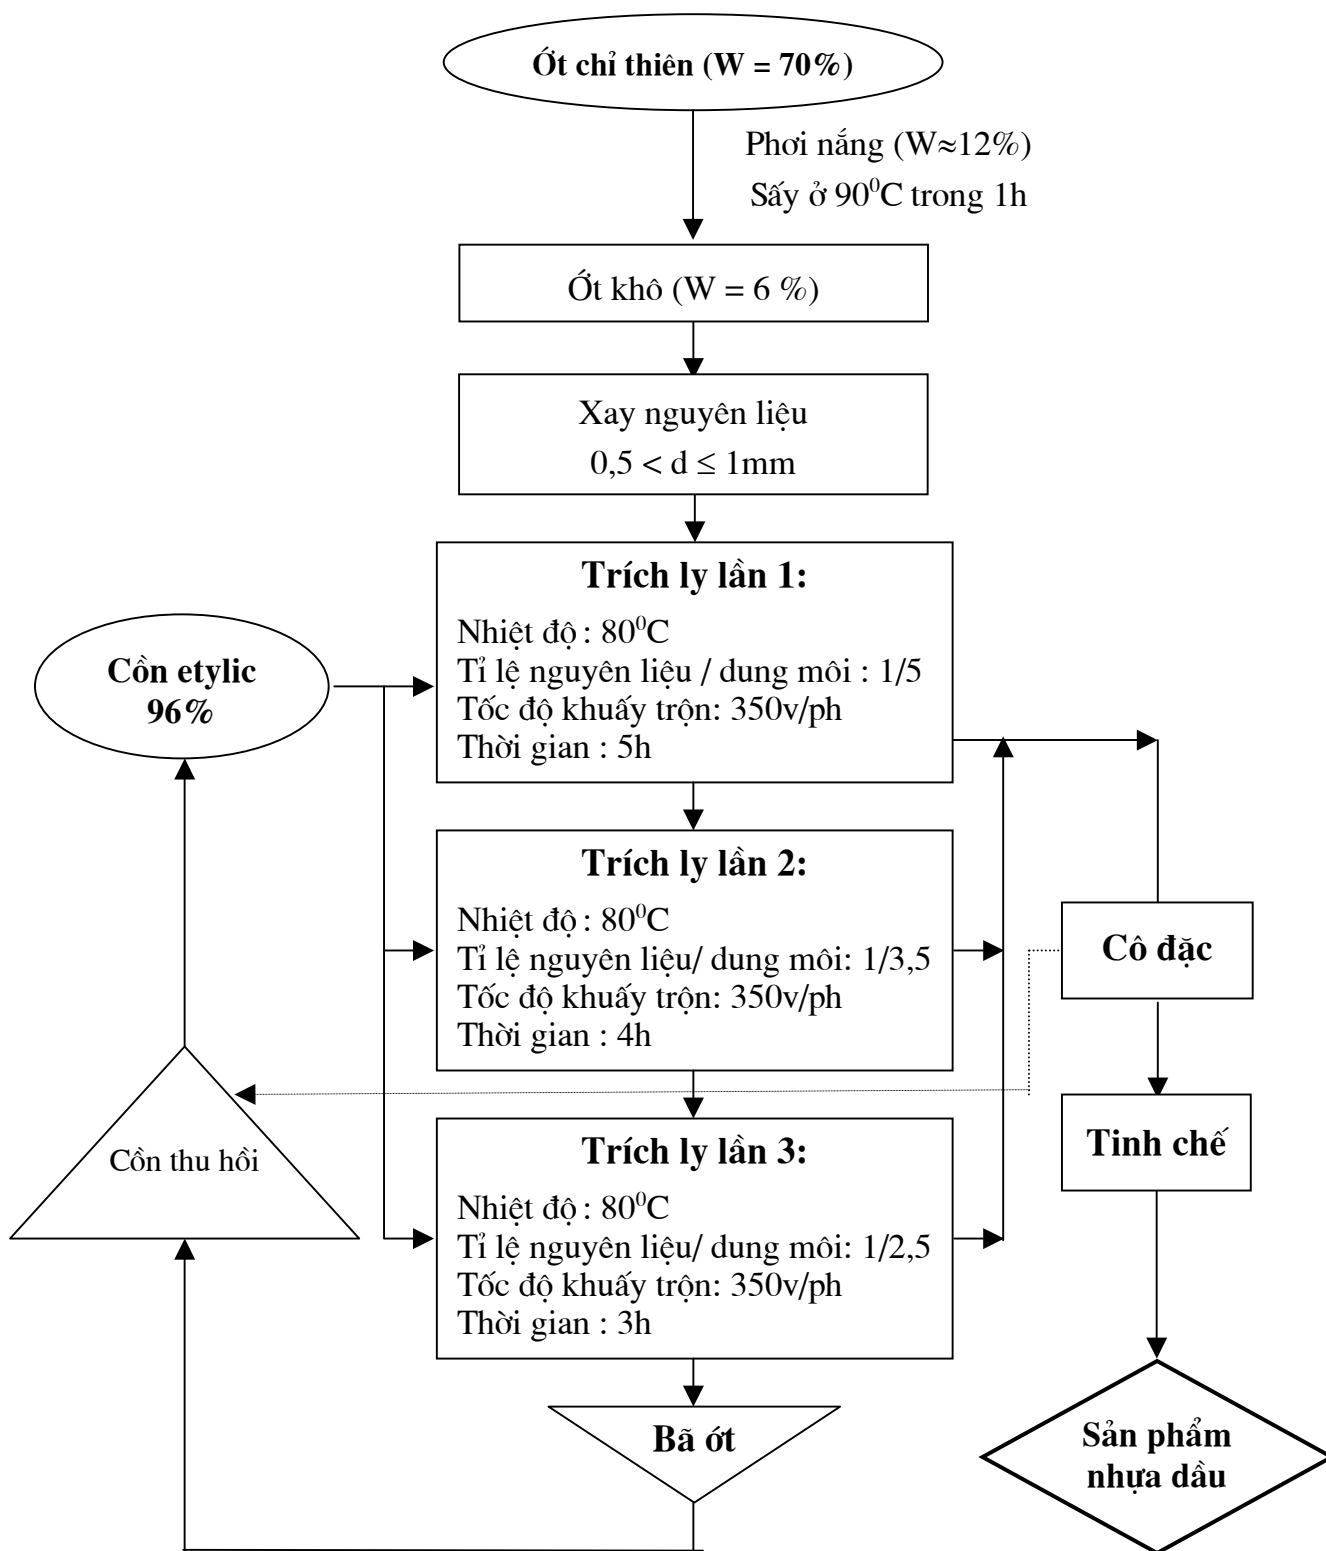 Ớt chỉ thiên (W = 70%)
Phơi nắng (W≈12%)
Sấy ở 90⁰C trong 1h
Ớt khô (W = 6 %)
Xay nguyên liệu
0,5 < d ≤ 1mm
Trích ly lần 1:
Nhiệt độ : 80⁰C
Tỉ lệ nguyên liệu / dung môi : 1/5
Tốc độ khuấy trộn: 350v/ph
Thời gian : 5h
Cồn etylic
96%
Trích ly lần 2:
Nhiệt độ : 80⁰C
Tỉ lệ nguyên liệu/ dung môi: 1/3,5
Tốc độ khuấy trộn: 350v/ph
Thời gian : 4h
Cô đặc
Trích ly lần 3:
Nhiệt độ : 80⁰C
Tỉ lệ nguyên liệu/ dung môi: 1/2,5
Tốc độ khuấy trộn: 350v/ph
Thời gian : 3h
Cồn thu hồi
Tinh chế
Bã ớt
Sản phẩm
nhựa dầu